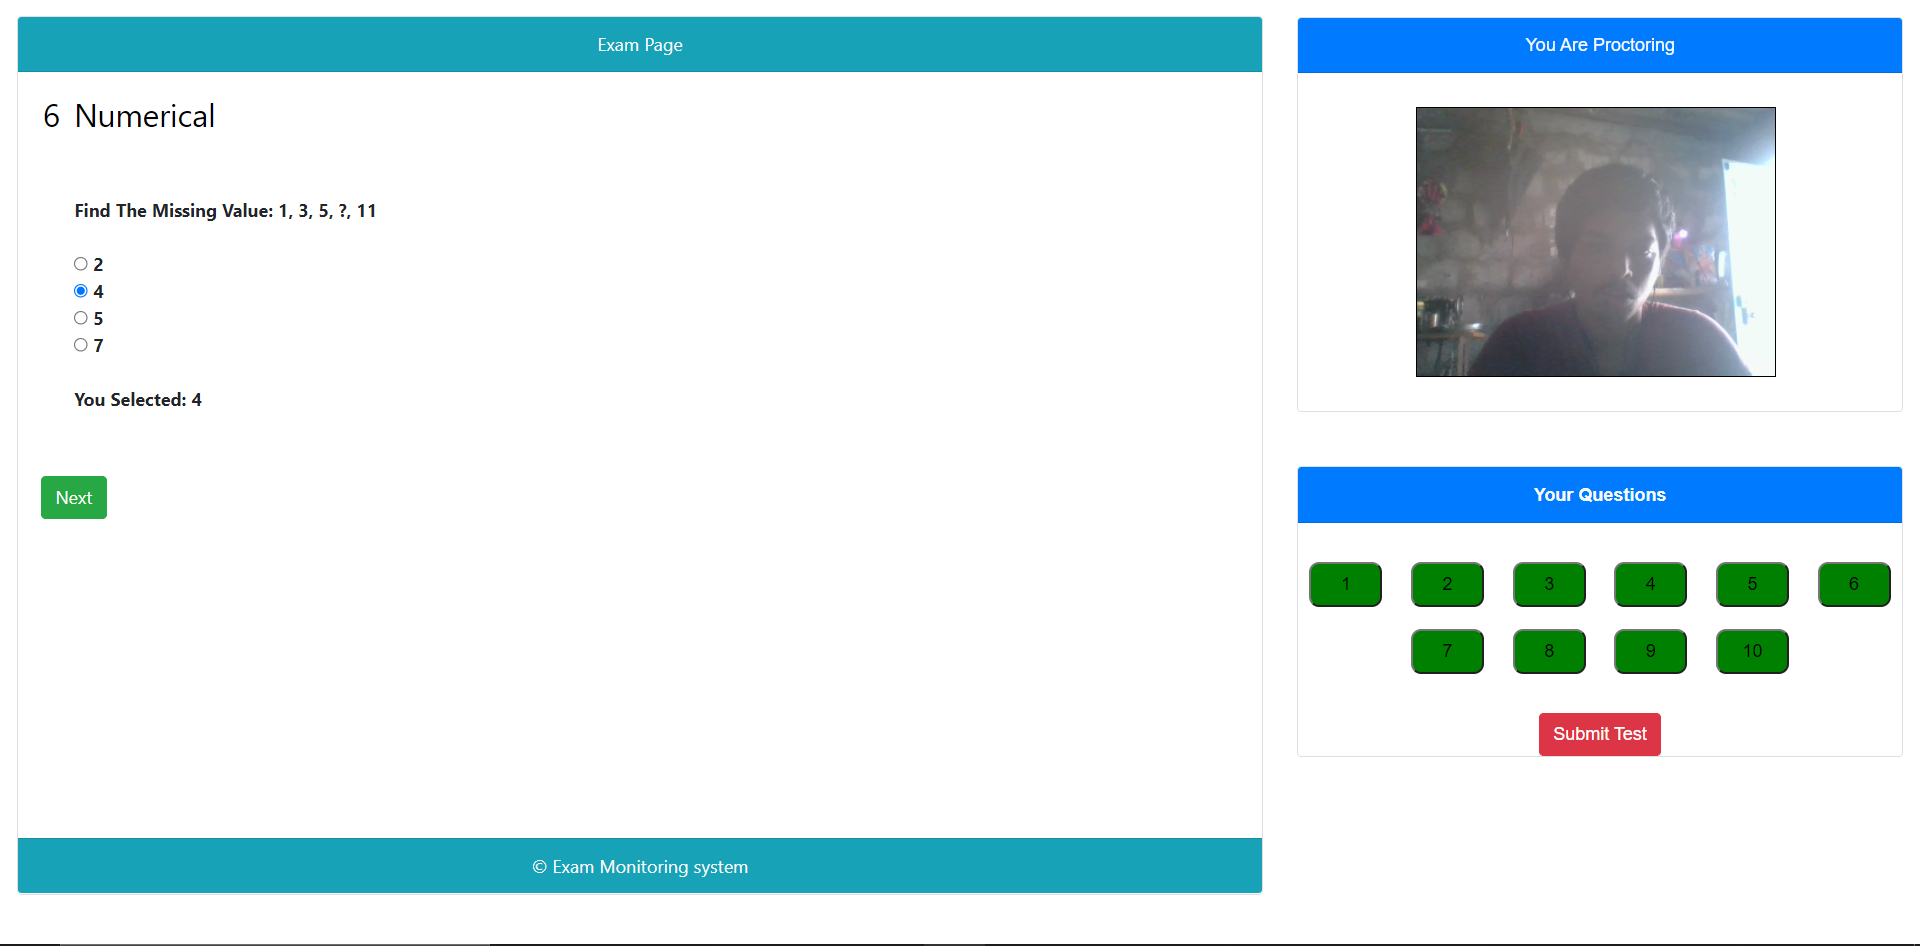 Exam Page
6 Numerical
Find The Missing Value: 1, 3, 5, ?, 11
2
4
5
7
You Selected: 4
Next
© Exam Monitoring system
You Are Proctoring
Your Questions
1 2 3 4 5 6
7 8 9 10
Submit Test